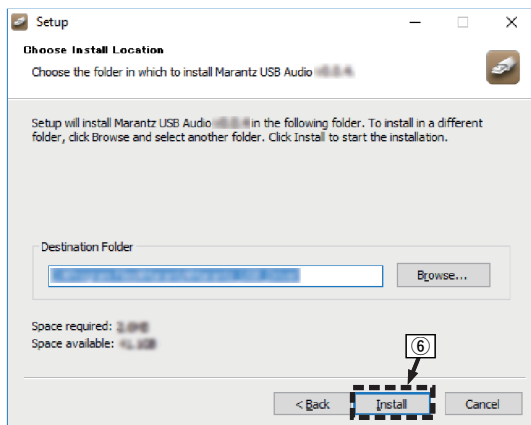 Setup
Choose Install Location
Choose the folder in which to install Marantz USB Audio
Setup will install Marantz USB Audio in the following folder. To install in a different
folder, click Browse and select another folder. Click Install to start the installation.
Destination Folder
Browse...
Space required:
Space available:
⑥
< Back
Install
Cancel